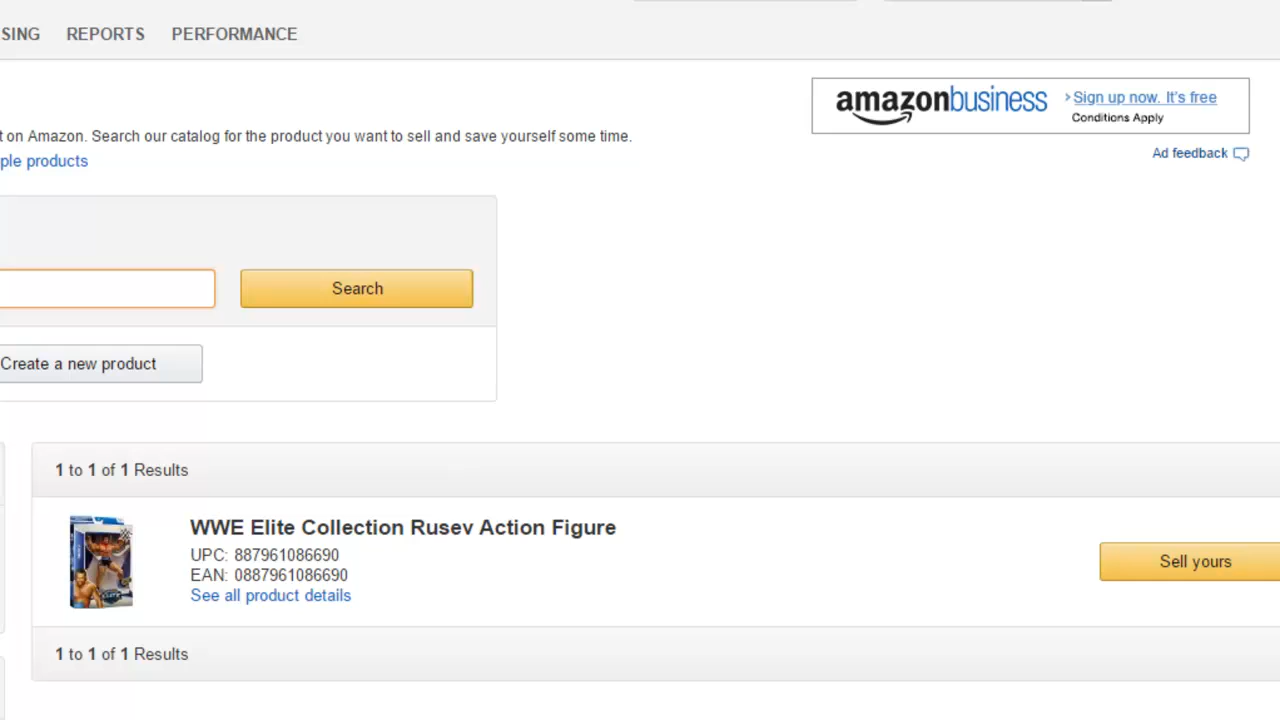 SING REPORTS PERFORMANCE
amazonbusiness
Sign up now. It's free
Conditions Apply
t on Amazon. Search our catalog for the product you want to sell and save yourself some time.
Ad feedback
ple products
Search
Create a new product
1 to 1 of 1 Results
WWE Elite Collection Rusev Action Figure
UPC: 887961086690
EAN: 0887961086690
See all product details
Sell yours
1 to 1 of 1 Results